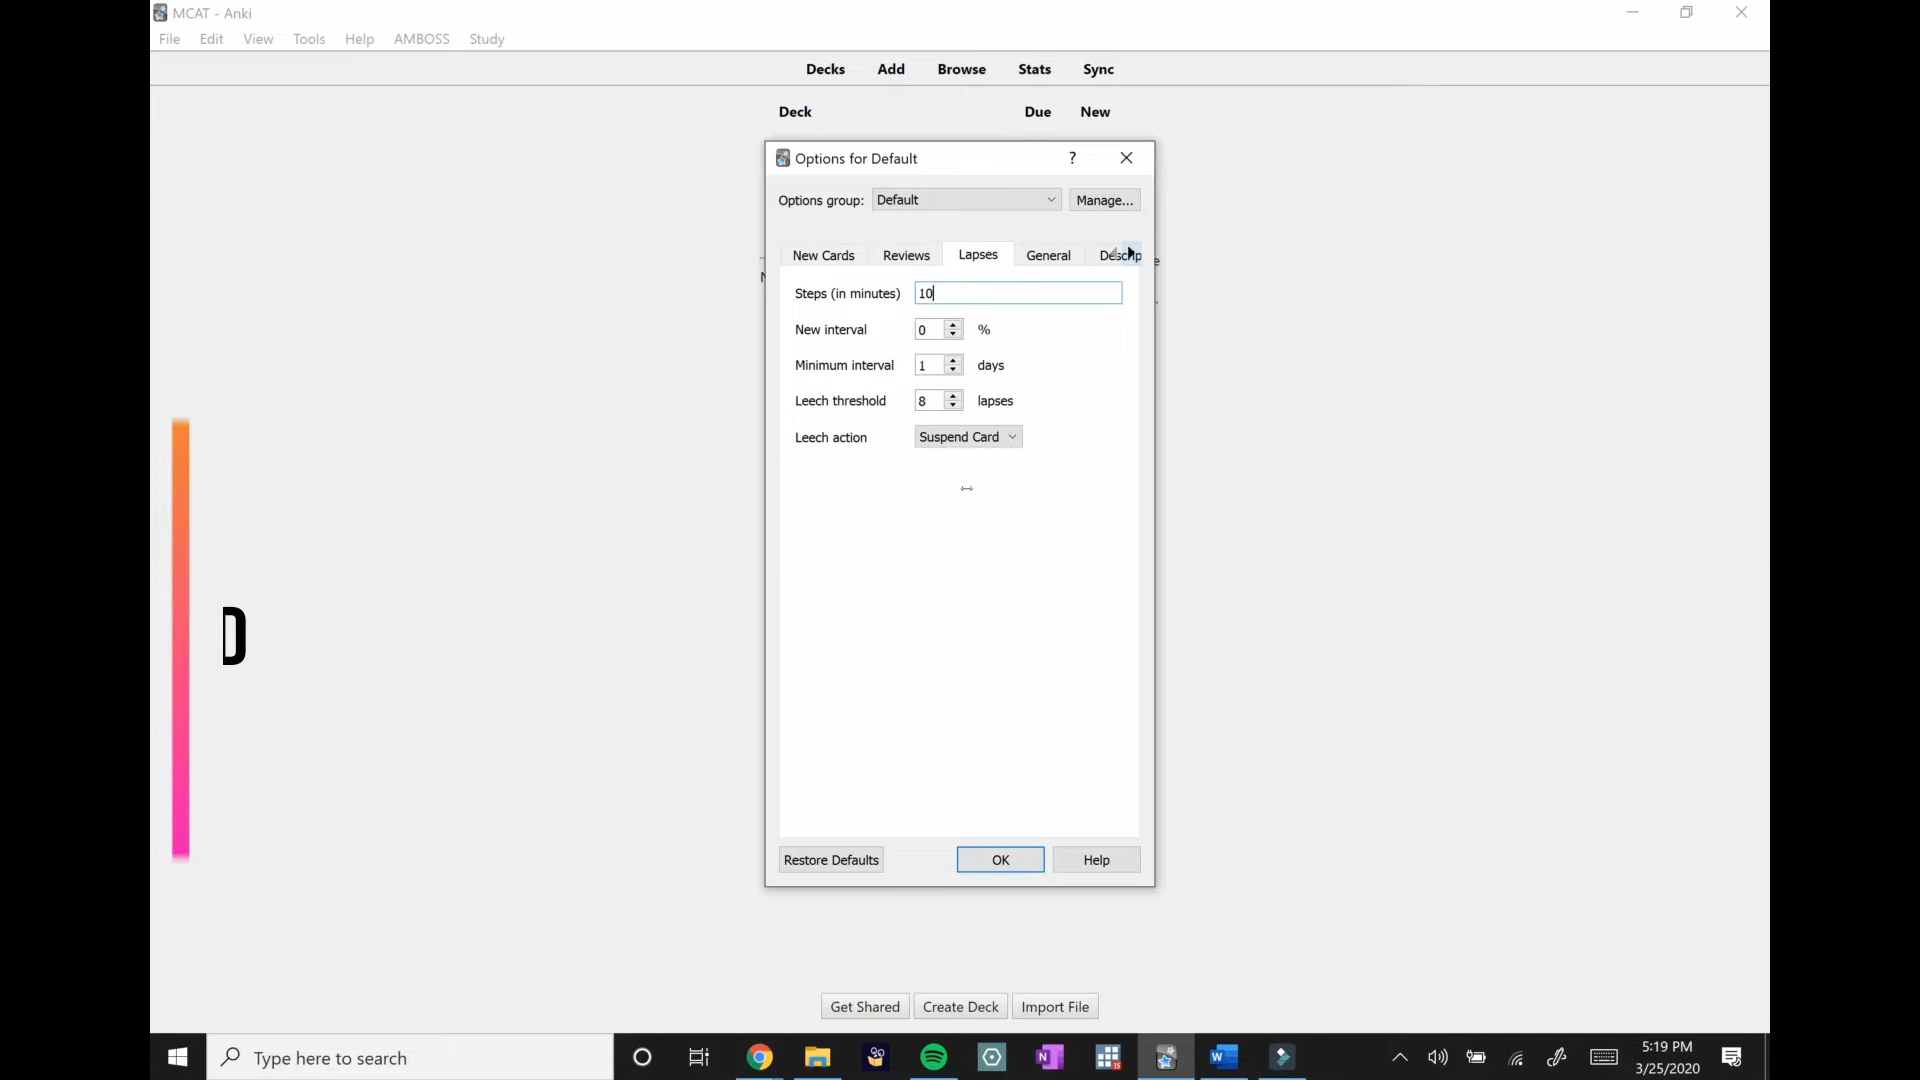 MCAT - Anki
File Edit View Tools Help AMBOSS Study
Decks Add Browse Stats Sync
Deck Due New
Options for Default
Options group: Default Manage...
New Cards Reviews Lapses General Descrip
Steps (in minutes) 10
New interval 0 %
Minimum interval 1 days
Leech threshold 8 lapses
Leech action Suspend Card
D
Restore Defaults OK Help
Get Shared Create Deck Import File
Type here to search
5:19 PM
3/25/2020